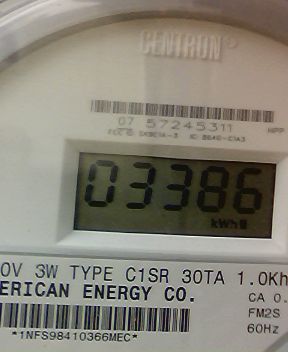 CENTRON®
07 57245311
HPP
03386
kWh
0V 3W TYPE C1SR 30TA 1.0Kh
ERICAN ENERGY CO.
CA 0.
FM2S
60Hz
*1NFS98410366MEC*